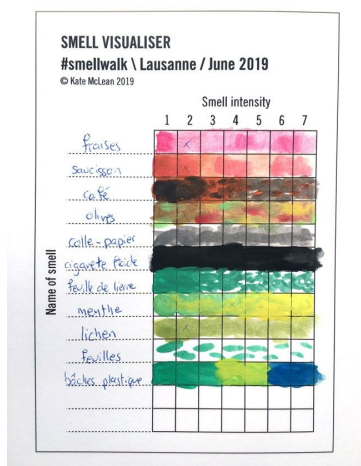 SMELL VISUALISER
#smellwalk \ Lausanne / June 2019
© Kate McLean 2019
Smell intensity
1 2 3 4 5 6 7
Name of smell
fraises
saucisson
café
olives
colle-papier
cigarette froide
feuille de lierre
menthe
lichen
feuilles
bâches plastique